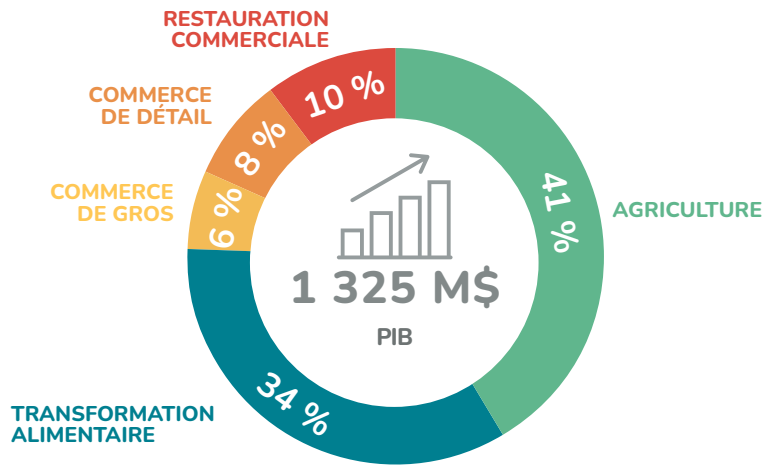 RESTAURATION
COMMERCIALE
10 %
COMMERCE
DE DÉTAIL
8 %
COMMERCE
DE GROS
6 %
41 %
AGRICULTURE
1 325 M$
PIB
34 %
TRANSFORMATION
ALIMENTAIRE